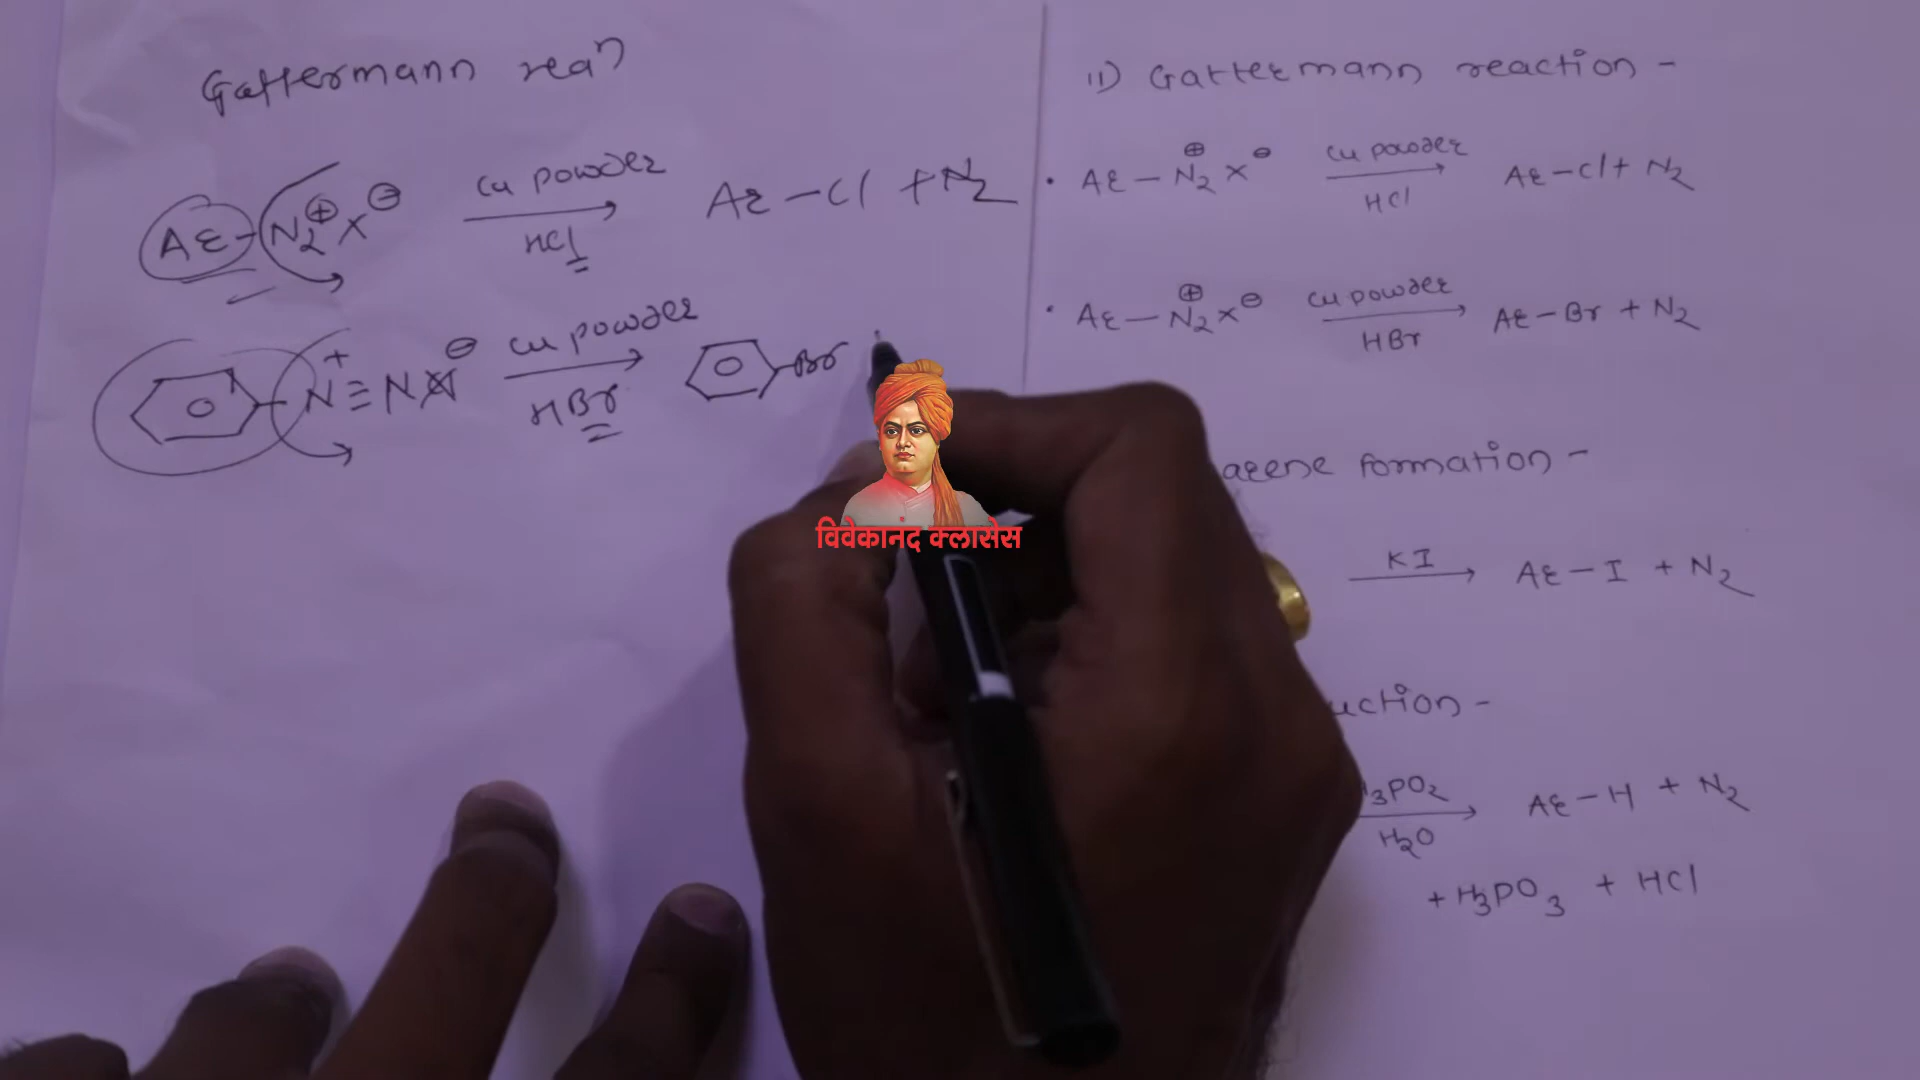 Gattermann reaⁿ
Ar-N₂⊕X⊖ Cu powder → HCl Ar-Cl + N₂
N⁺≡NX⊖ Cu powder → HBr Br
विवेकानंद क्लासेस
II) Gattermann reaction -
• Ar-N₂⊕X⊖ Cu powder → HCl Ar-Cl + N₂
• Ar-N₂⊕X⊖ Cu powder → HBr Ar-Br + N₂
formation -
KI → Ar-I + N₂
uction -
₃PO₂ → H₂O Ar-H + N₂
+ H₃PO₃ + HCl